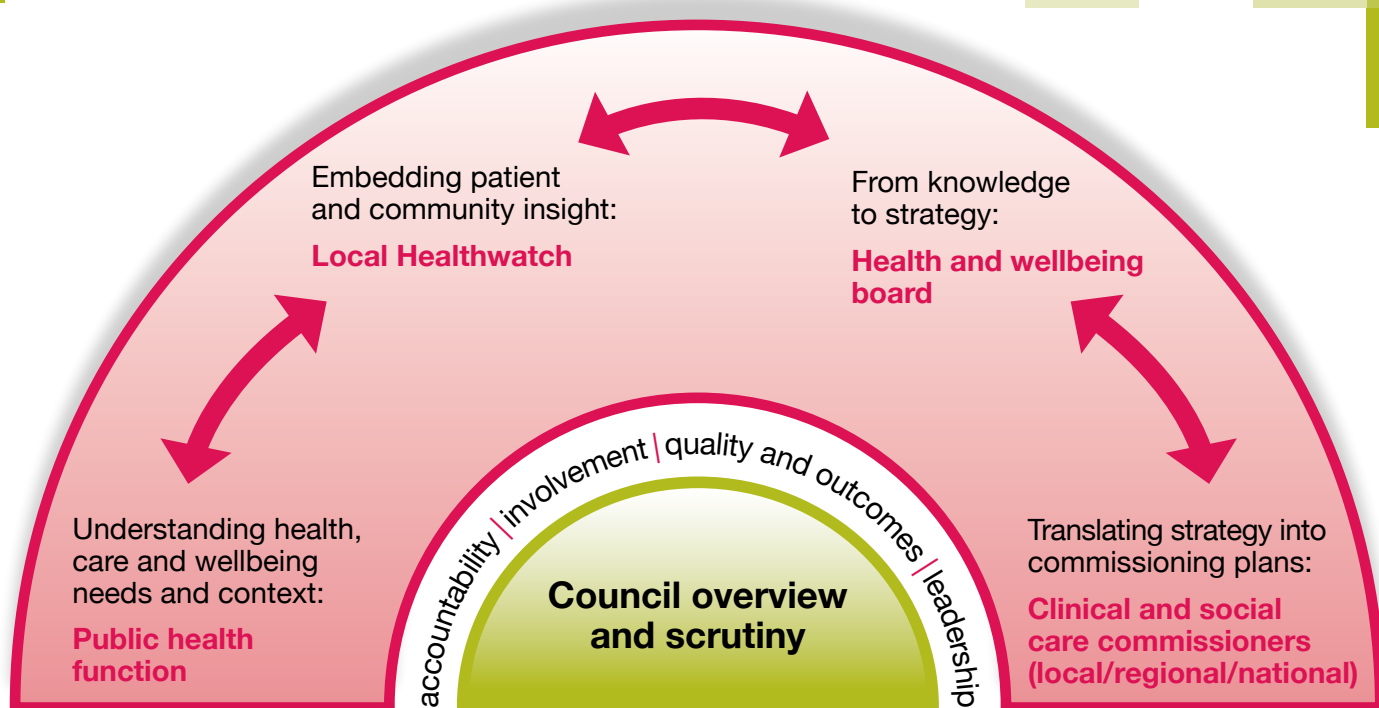 Embedding patient
and community insight:
Local Healthwatch
From knowledge
to strategy:
Health and wellbeing
board
Understanding health,
care and wellbeing
needs and context:
Public health
function
accountability | involvement | quality and outcomes | leadership
Council overview
and scrutiny
Translating strategy into
commissioning plans:
Clinical and social
care commissioners
(local/regional/national)